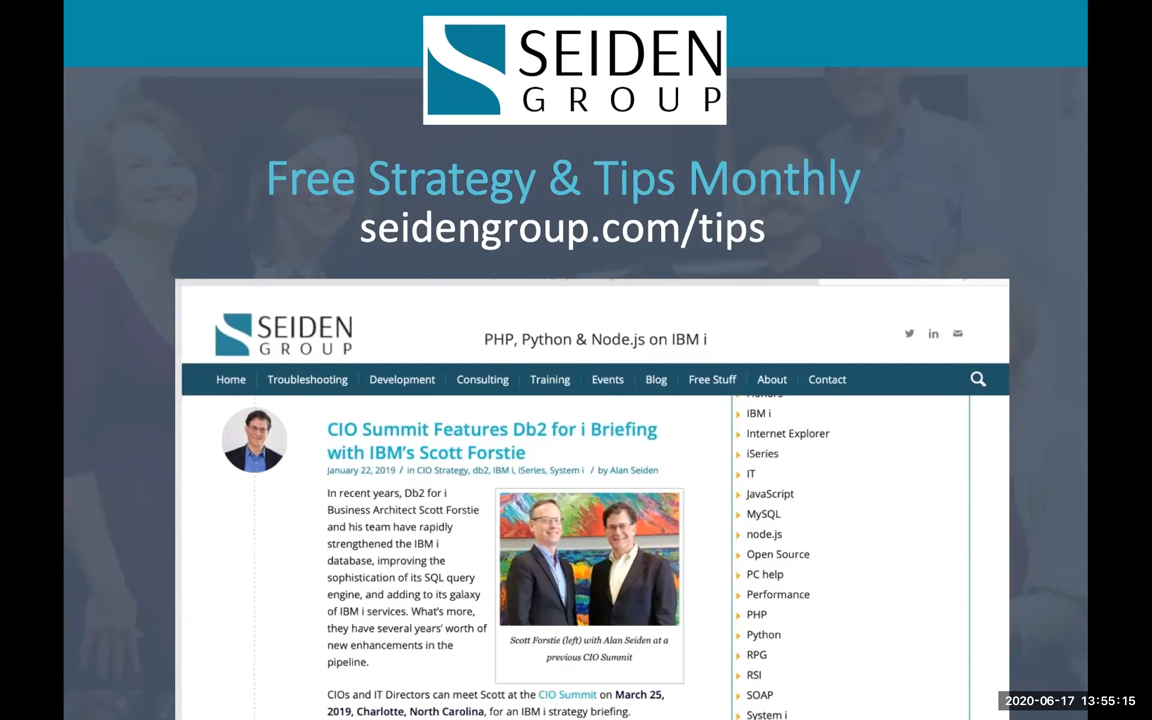 SEIDEN
GROUP
Free Strategy & Tips Monthly
seidengroup.com/tips
SEIDEN
GROUP
PHP, Python & Node.js on IBM i
Home
Troubleshooting
Development
Consulting
Training
Events
Blog
Free Stuff
About
Contact
CIO Summit Features Db2 for i Briefing
with IBM's Scott Forstie
January 22, 2019 / in CIO Strategy, db2, IBM i, iSeries, System i / by Alan Seiden
In recent years, Db2 for i
Business Architect Scott Forstie
and his team have rapidly
strengthened the IBM i
database, improving the
sophistication of its SQL query
engine, and adding to its galaxy
of IBM i services. What's more,
they have several years' worth of
new enhancements in the
pipeline.
Scott Forstie (left) with Alan Seiden at a
previous CIO Summit
CIOs and IT Directors can meet Scott at the CIO Summit on March 25,
2019, Charlotte, North Carolina, for an IBM i strategy briefing.
IBM i
Internet Explorer
iSeries
IT
JavaScript
MySQL
node.js
Open Source
PC help
Performance
PHP
Python
RPG
RSI
SOAP
System i
2020-06-17 13:55:15